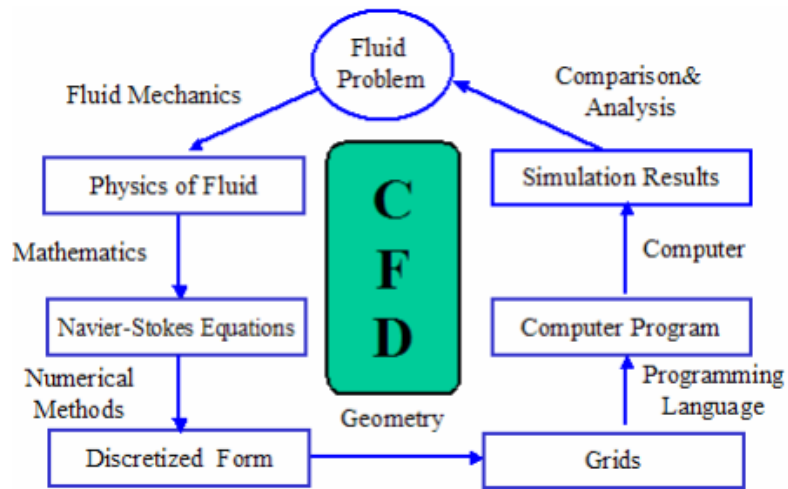 Fluid
Problem
Fluid Mechanics
Comparison&
Analysis
Physics of Fluid
Simulation Results
C
F
D
Mathematics
Computer
Navier-Stokes Equations
Computer Program
Numerical
Methods
Programming
Language
Geometry
Discretized Form
Grids